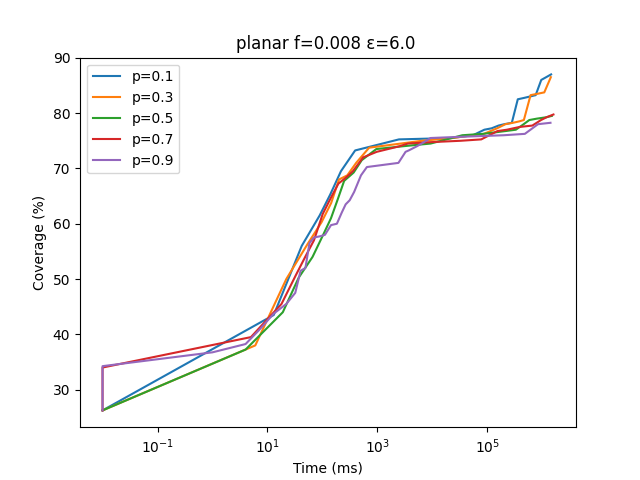 planar f=0.008 ε=6.0
p=0.1
p=0.3
p=0.5
p=0.7
p=0.9
Coverage (%)
90
80
70
60
50
40
30
10⁻¹ 10¹ 10³ 10⁵
Time (ms)